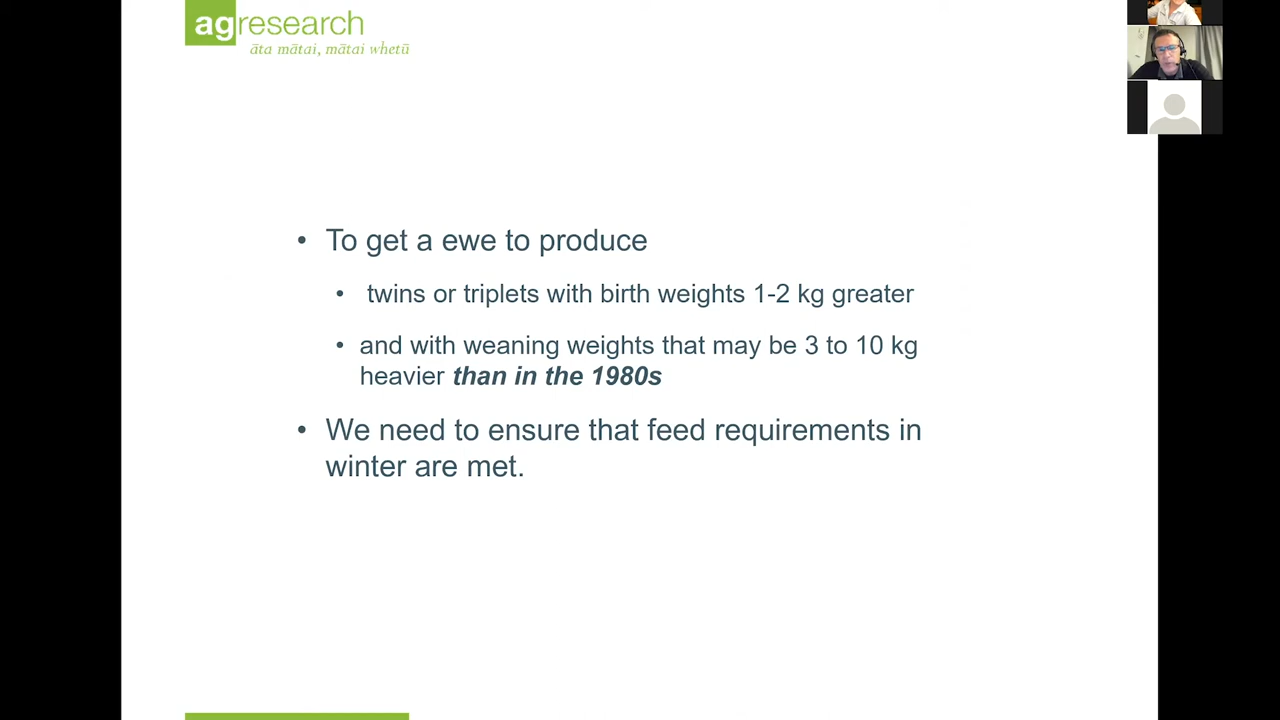 agresearch
āta mātai, mātai whetū
• To get a ewe to produce
• twins or triplets with birth weights 1-2 kg greater
• and with weaning weights that may be 3 to 10 kg
heavier than in the 1980s
• We need to ensure that feed requirements in
winter are met.